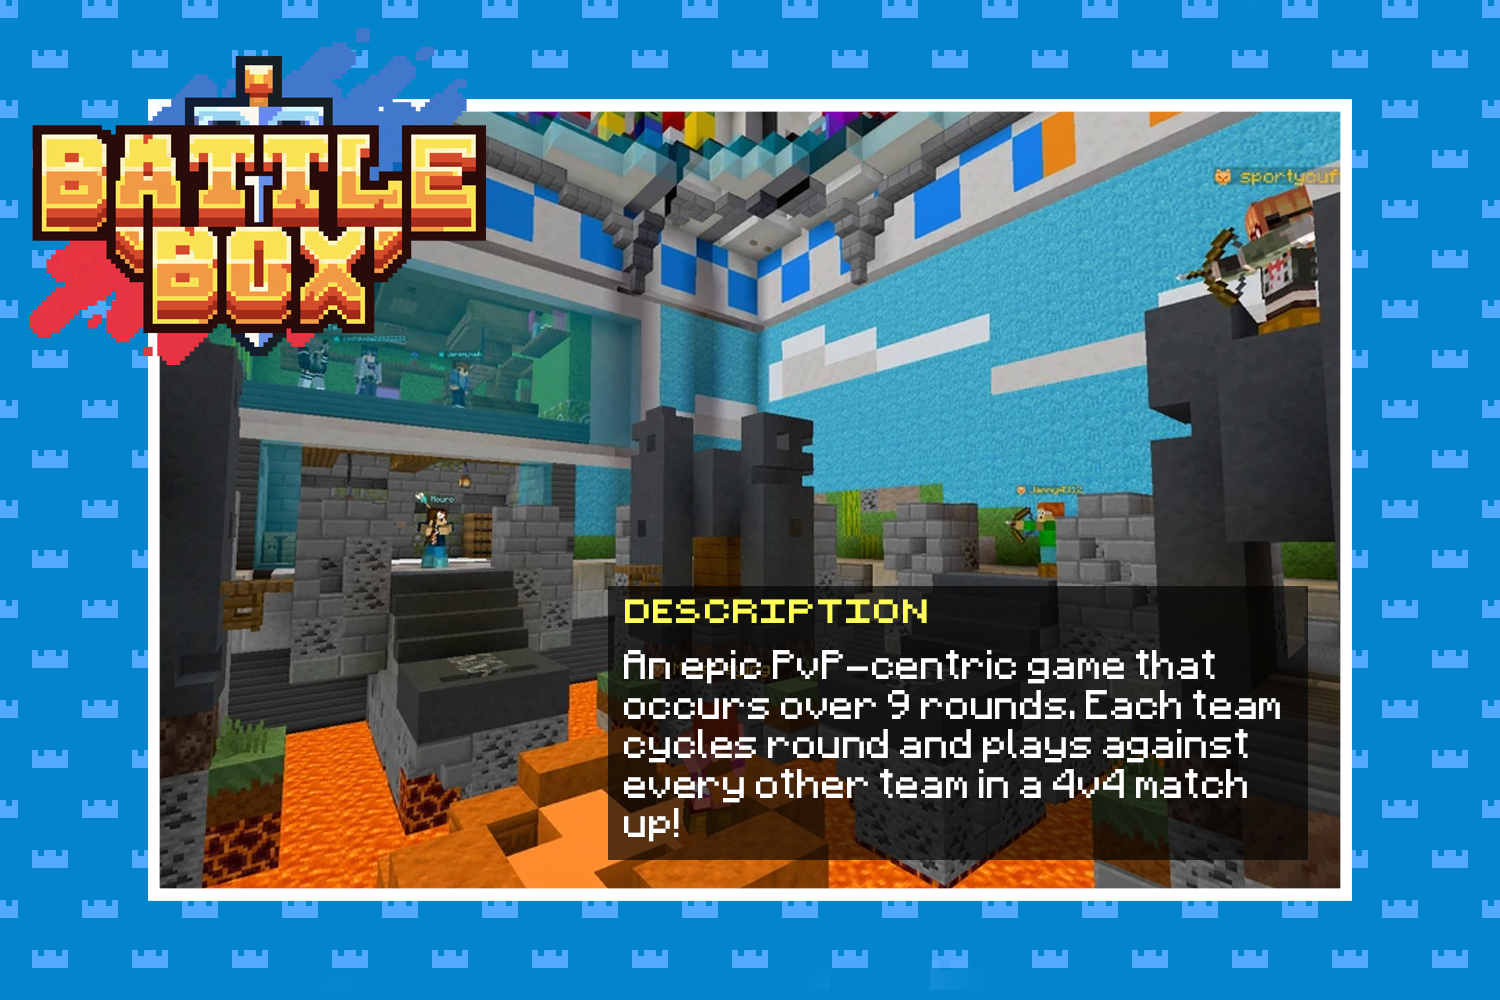 BATTLE
BOX
sportycuf
Mouro
DESCRIPTION
An epic PvP-centric game that
occurs over 9 rounds. Each team
cycles round and plays against
every other team in a 4v4 match
up!